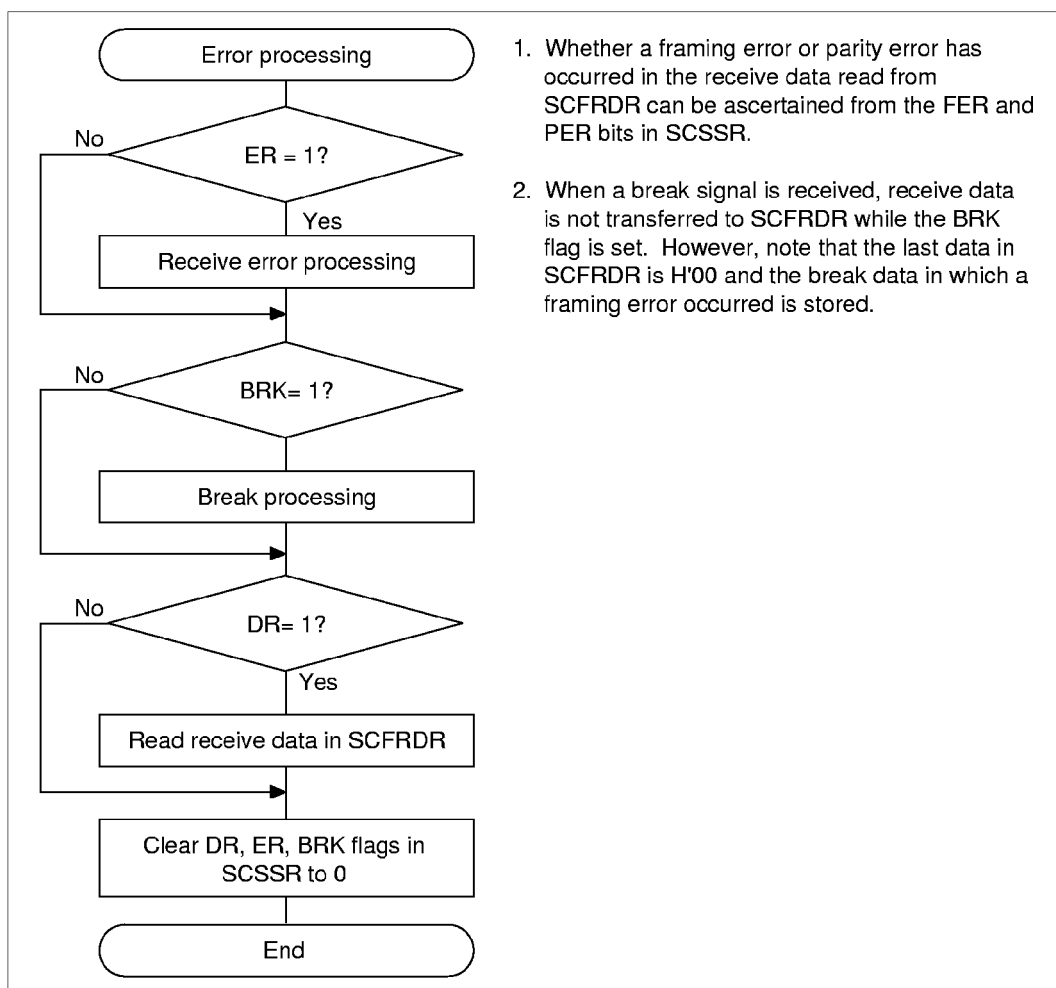 Error processing
No
ER = 1?
Yes
Receive error processing
No
BRK= 1?
Break processing
No
DR= 1?
Yes
Read receive data in SCFRDR
Clear DR, ER, BRK flags in
SCSSR to 0
End
1. Whether a framing error or parity error has
occurred in the receive data read from
SCFRDR can be ascertained from the FER and
PER bits in SCSSR.
2. When a break signal is received, receive data
is not transferred to SCFRDR while the BRK
flag is set. However, note that the last data in
SCFRDR is H'00 and the break data in which a
framing error occurred is stored.